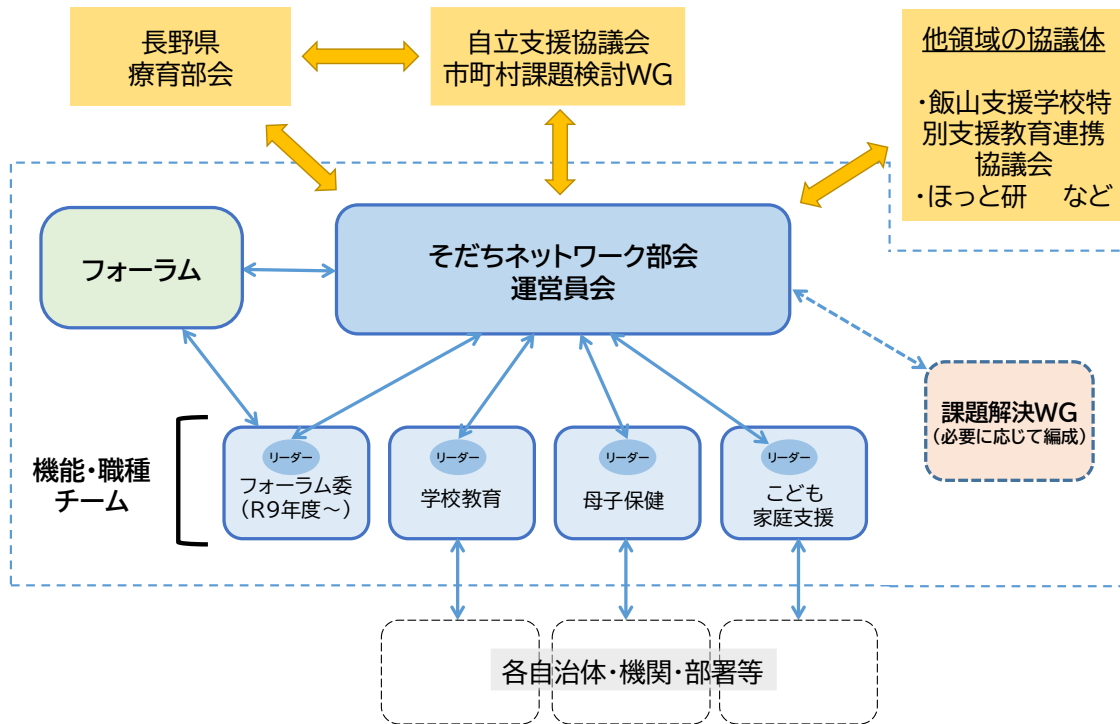 長野県
療育部会
自立支援協議会
市町村課題検討WG
他領域の協議体
・飯山支援学校特
別支援教育連携
協議会
・ほっと研　など
フォーラム
そだちネットワーク部会
運営員会
課題解決WG
(必要に応じて編成)
機能・職種
チーム
リーダー
フォーラム委
(R9年度~)
リーダー
学校教育
リーダー
母子保健
リーダー
こども
家庭支援
各自治体・機関・部署等